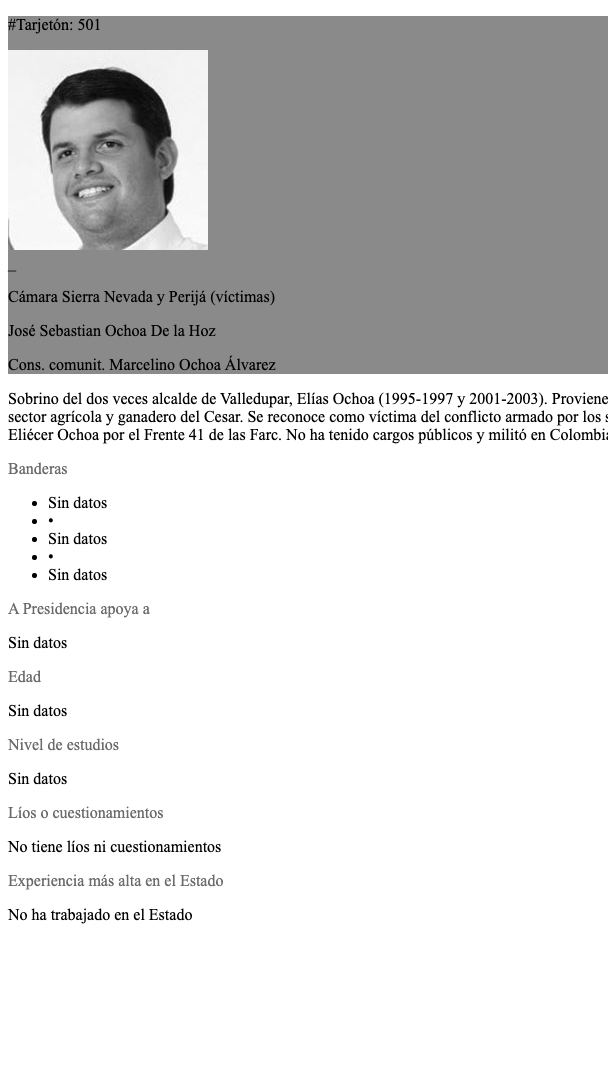 #Tarjetón: 501
_
Cámara Sierra Nevada y Perijá (víctimas)
José Sebastian Ochoa De la Hoz
Cons. comunit. Marcelino Ochoa Álvarez
Sobrino del dos veces alcalde de Valledupar, Elías Ochoa (1995-1997 y 2001-2003). Proviene
sector agrícola y ganadero del Cesar. Se reconoce como víctima del conflicto armado por los
Eliécer Ochoa por el Frente 41 de las Farc. No ha tenido cargos públicos y militó en
Banderas
• Sin datos
• •
• Sin datos
• •
• Sin datos
A Presidencia apoya a
Sin datos
Edad
Sin datos
Nivel de estudios
Sin datos
Líos o cuestionamientos
No tiene líos ni cuestionamientos
Experiencia más alta en el Estado
No ha trabajado en el Estado